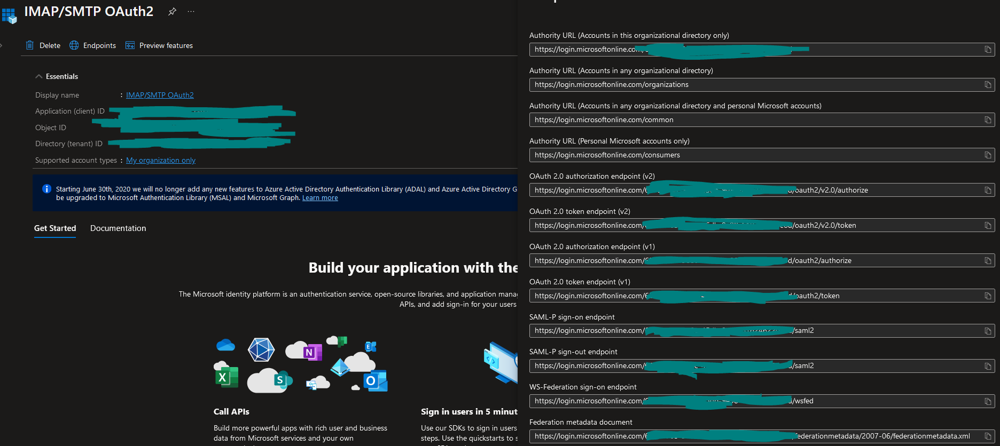 IMAP/SMTP OAuth2
Delete Endpoints Preview features
Essentials
Display name : IMAP/SMTP OAuth2
Application (client) ID
Object ID
Directory (tenant) ID
Supported account types : My organization only
Starting June 30th, 2020 we will no longer add any new features to Azure Active Directory Authentication Library (ADAL) and Azure Active Directory G
be upgraded to Microsoft Authentication Library (MSAL) and Microsoft Graph. Learn more
Get Started Documentation
Build your application with the
The Microsoft identity platform is an authentication service, open-source libraries, and application mana
APIs, and add sign-in for your users
Call APIs
Build more powerful apps with rich user and business
data from Microsoft services and your own
Sign in users in 5 minut
Use our SDKs to sign in users
steps. Use the quickstarts to s
Authority URL (Accounts in this organizational directory only)
https://login.microsoftonline.co
Authority URL (Accounts in any organizational directory)
https://login.microsoftonline.com/organizations
Authority URL (Accounts in any organizational directory and personal Microsoft accounts)
https://login.microsoftonline.com/common
Authority URL (Personal Microsoft accounts only)
https://login.microsoftonline.com/consumers
OAuth 2.0 authorization endpoint (v2)
https://login.microsoftonline.com/ /oauth2/v2.0/authorize
OAuth 2.0 token endpoint (v2)
https://login.microsoftonline.com/ /oauth2/v2.0/token
OAuth 2.0 authorization endpoint (v1)
https://login.microsoftonline.com/ d/oauth2/authorize
OAuth 2.0 token endpoint (v1)
https://login.microsoftonline.com/ /oauth2/token
SAML-P sign-on endpoint
https://login.microsoftonline.com/ /saml2
SAML-P sign-out endpoint
https://login.microsoftonline.com/ /saml2
WS-Federation sign-on endpoint
https://login.microsoftonline.com/ /wsfed
Federation metadata document
https://login.microsoftonline.com/ federationmetadata/2007-06/federationmetadata.xml